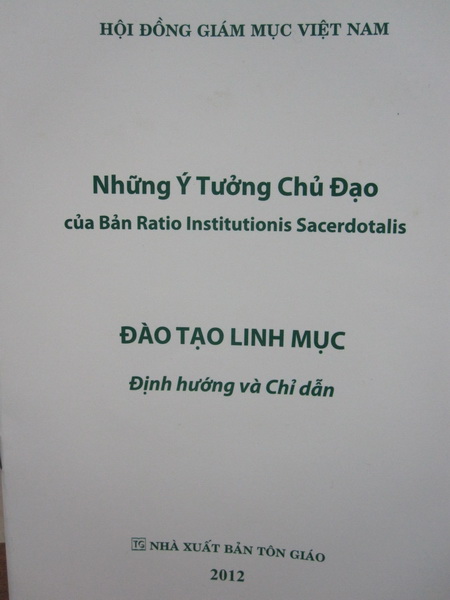 HỘI ĐỒNG GIÁM MỤC VIỆT NAM
Những Ý Tưởng Chủ Đạo
của Bản Ratio Institutionis Sacerdotalis
ĐÀO TẠO LINH MỤC
Định hướng và Chỉ dẫn
TG NHÀ XUẤT BẢN TÔN GIÁO
2012